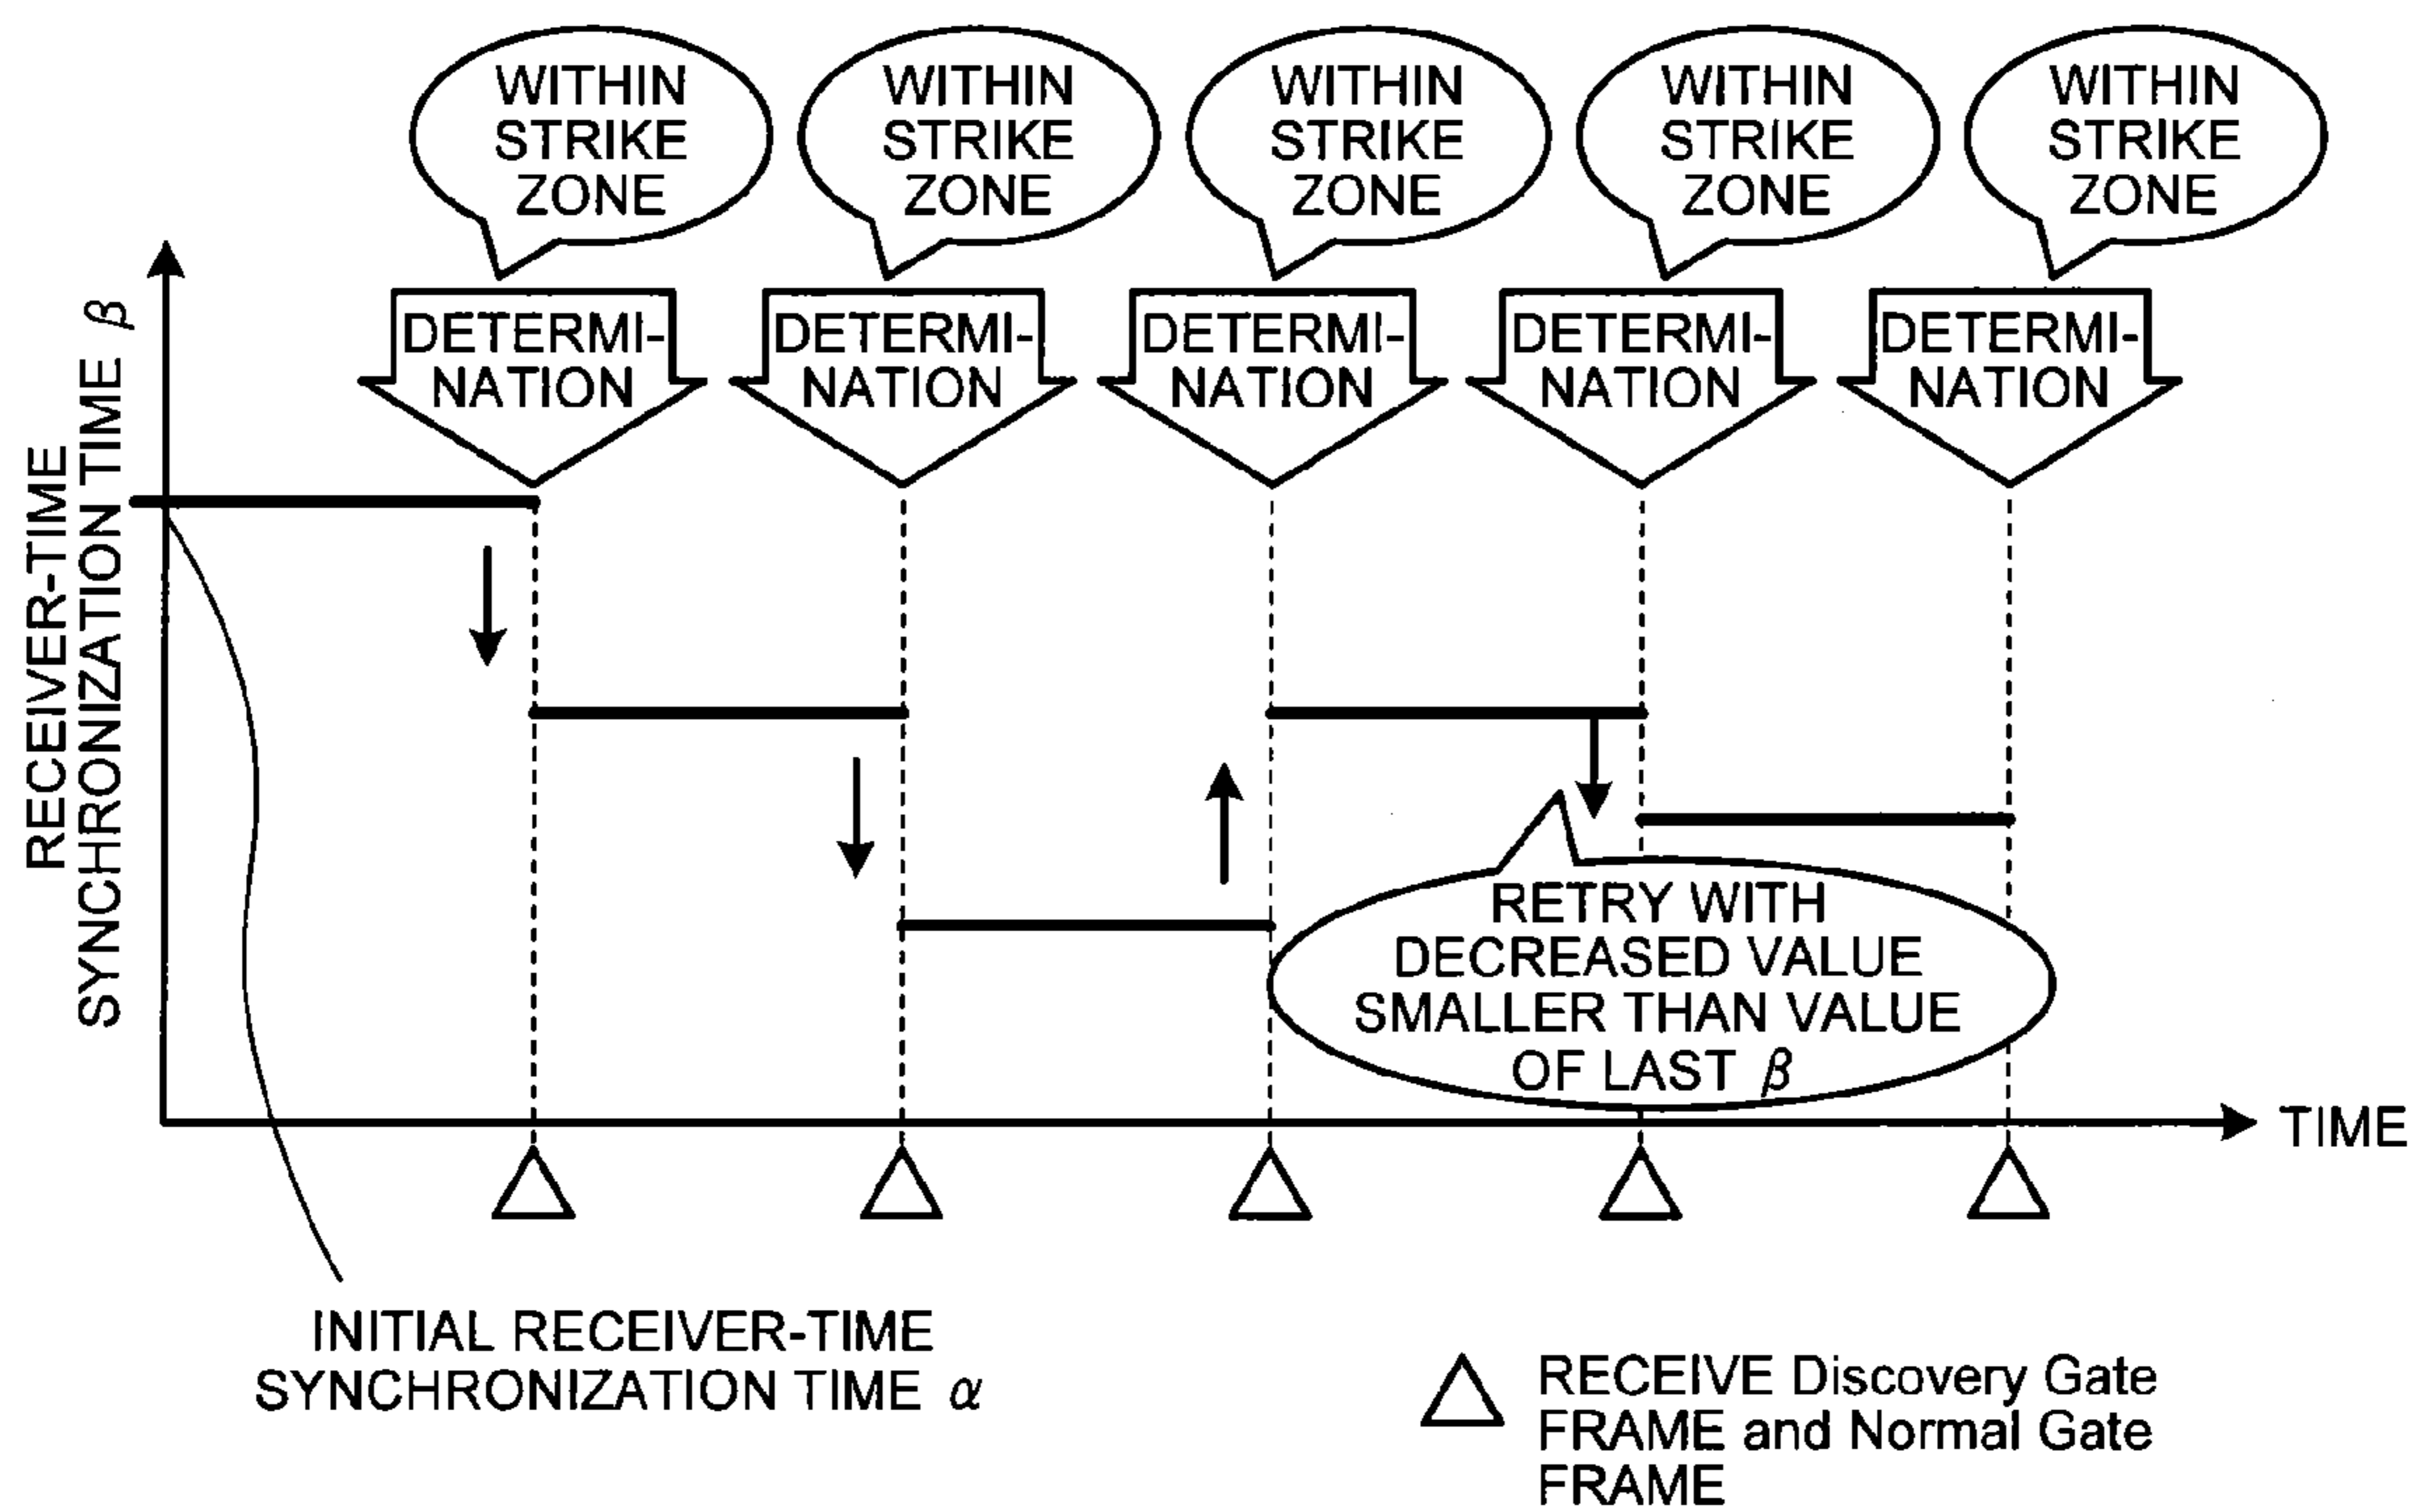 WITHIN
STRIKE
ZONE
WITHIN
STRIKE
ZONE
WITHIN
STRIKE
ZONE
WITHIN
STRIKE
ZONE
WITHIN
STRIKE
ZONE
DETERMI-
NATION
DETERMI-
NATION
DETERMI-
NATION
DETERMI-
NATION
DETERMI-
NATION
RECEIVER-TIME
SYNCHRONIZATION TIME β
RETRY WITH
DECREASED VALUE
SMALLER THAN VALUE
OF LAST β
TIME
INITIAL RECEIVER-TIME
SYNCHRONIZATION TIME α
RECEIVE Discovery Gate
FRAME and Normal Gate
FRAME